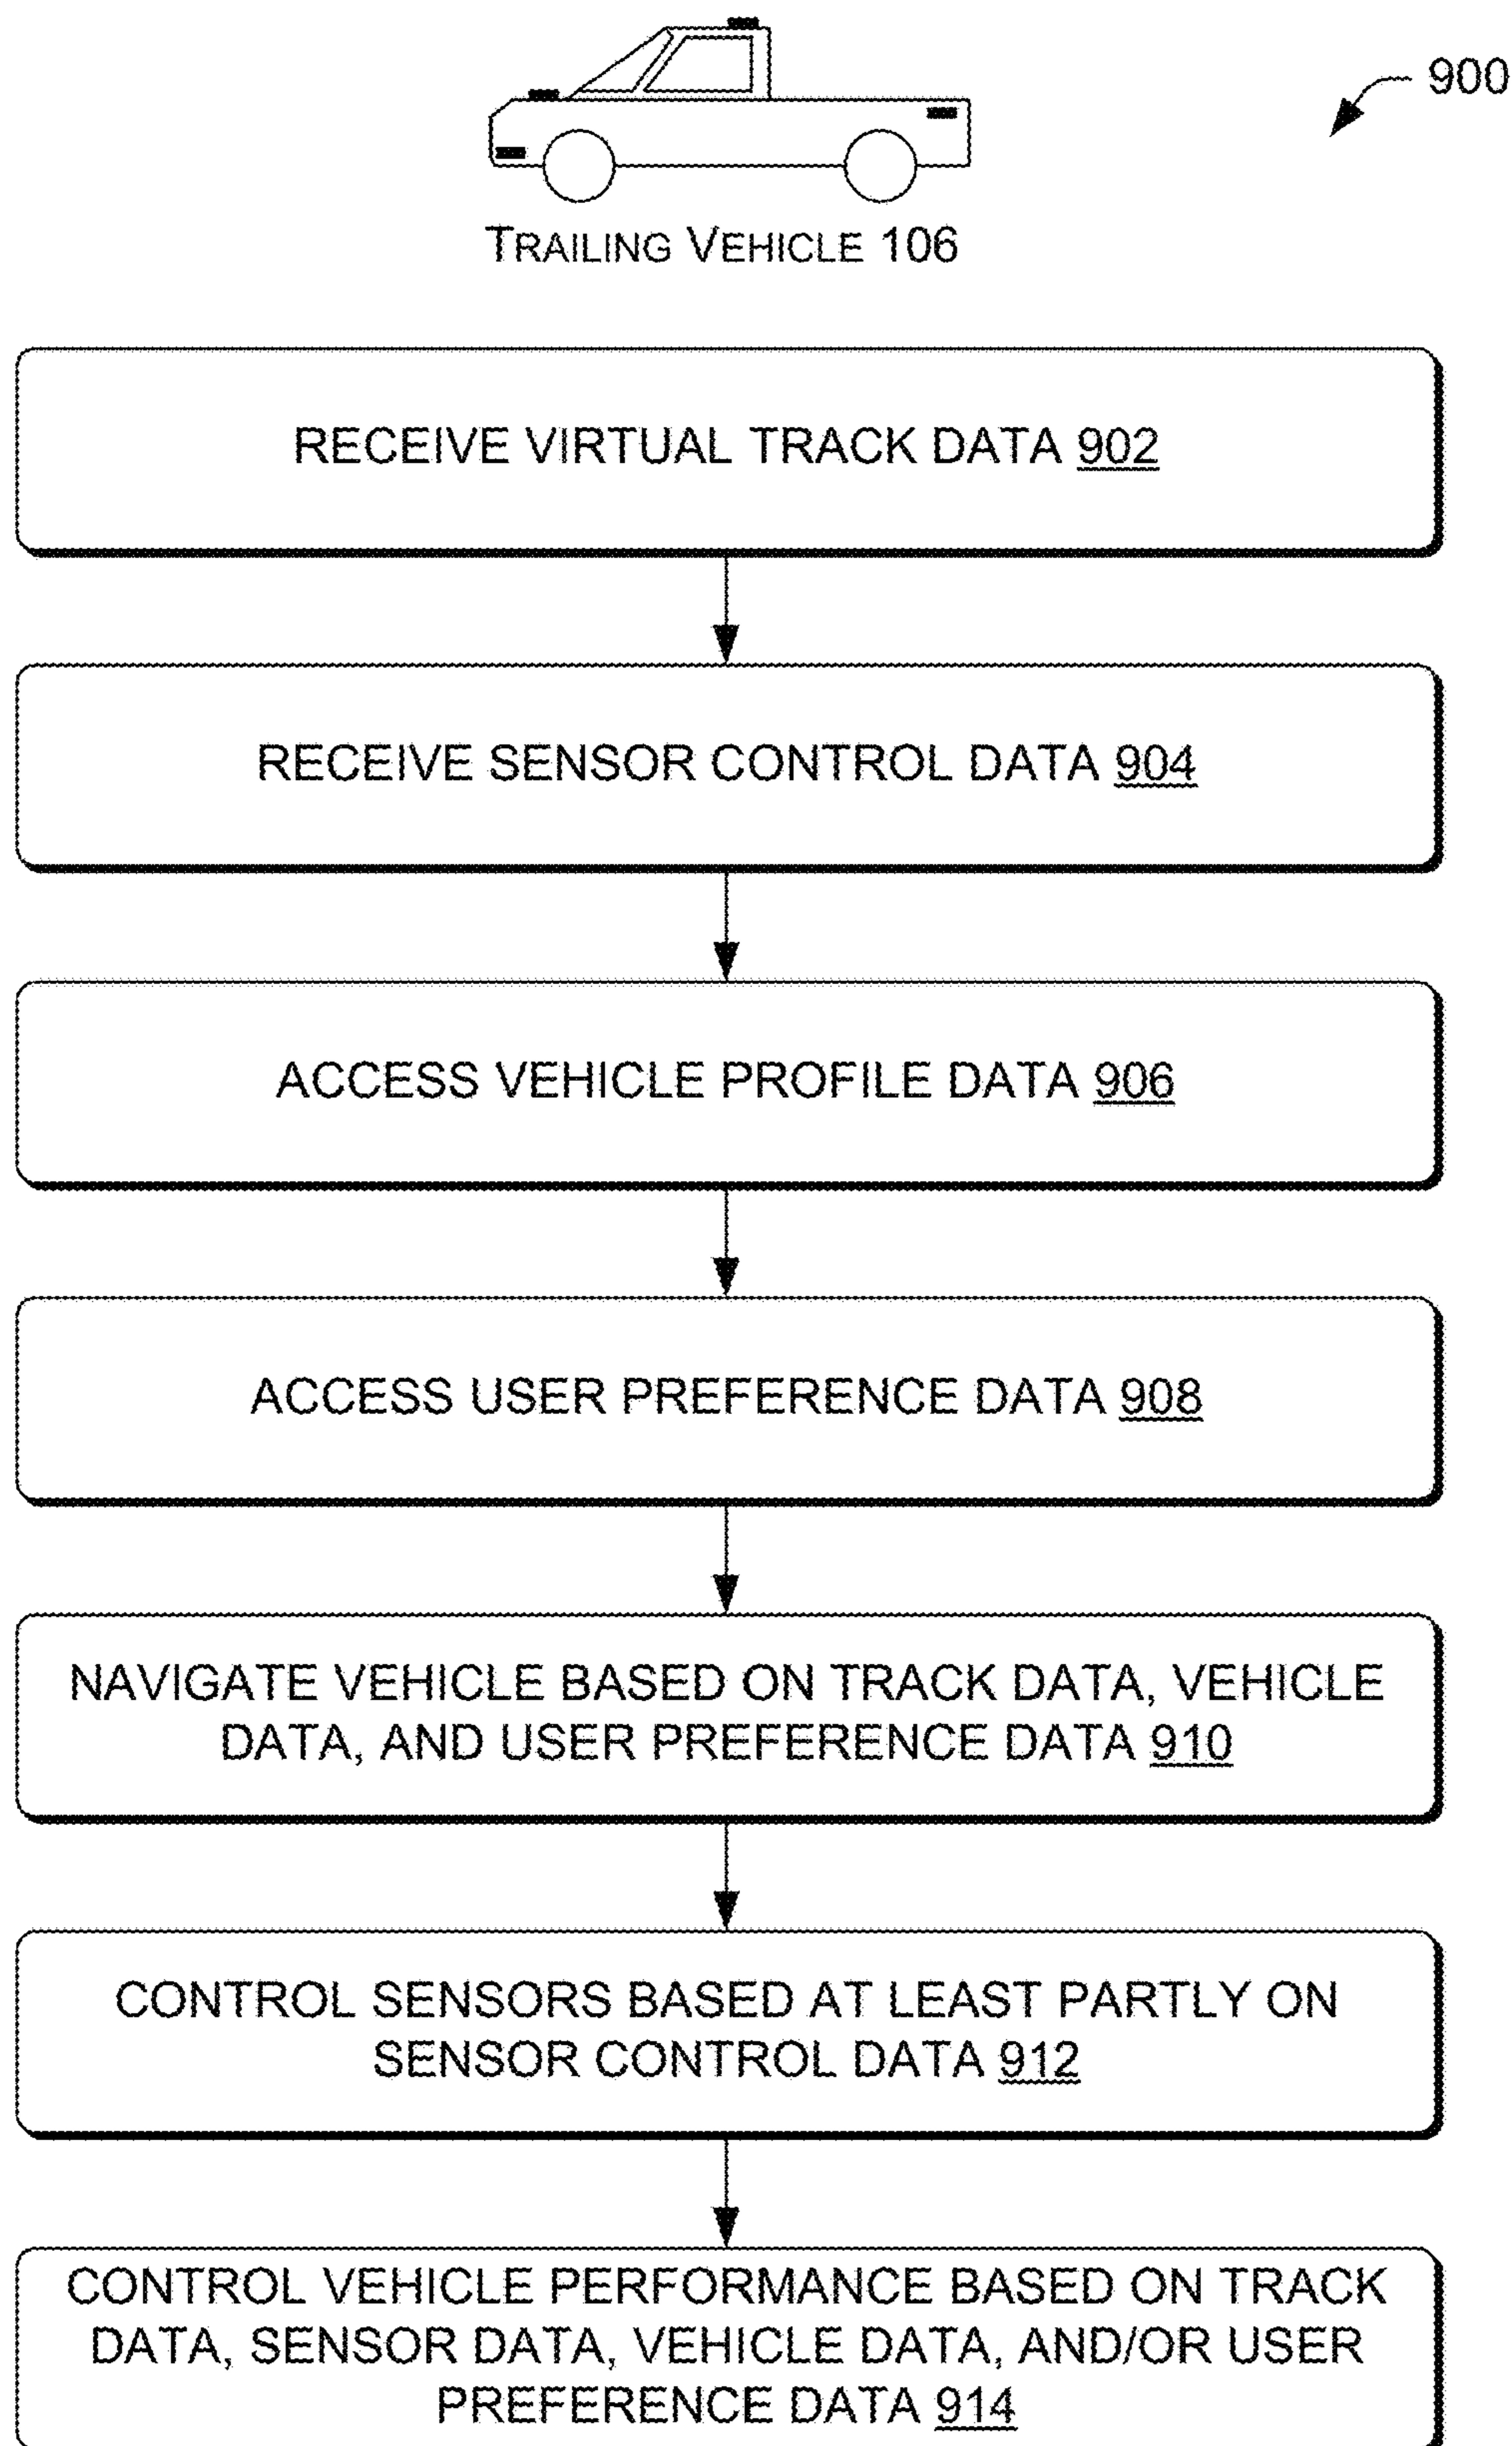 900
TRAILING VEHICLE 106
RECEIVE VIRTUAL TRACK DATA 902
RECEIVE SENSOR CONTROL DATA 904
ACCESS VEHICLE PROFILE DATA 906
ACCESS USER PREFERENCE DATA 908
NAVIGATE VEHICLE BASED ON TRACK DATA, VEHICLE
DATA, AND USER PREFERENCE DATA 910
CONTROL SENSORS BASED AT LEAST PARTLY ON
SENSOR CONTROL DATA 912
CONTROL VEHICLE PERFORMANCE BASED ON TRACK
DATA, SENSOR DATA, VEHICLE DATA, AND/OR USER
PREFERENCE DATA 914